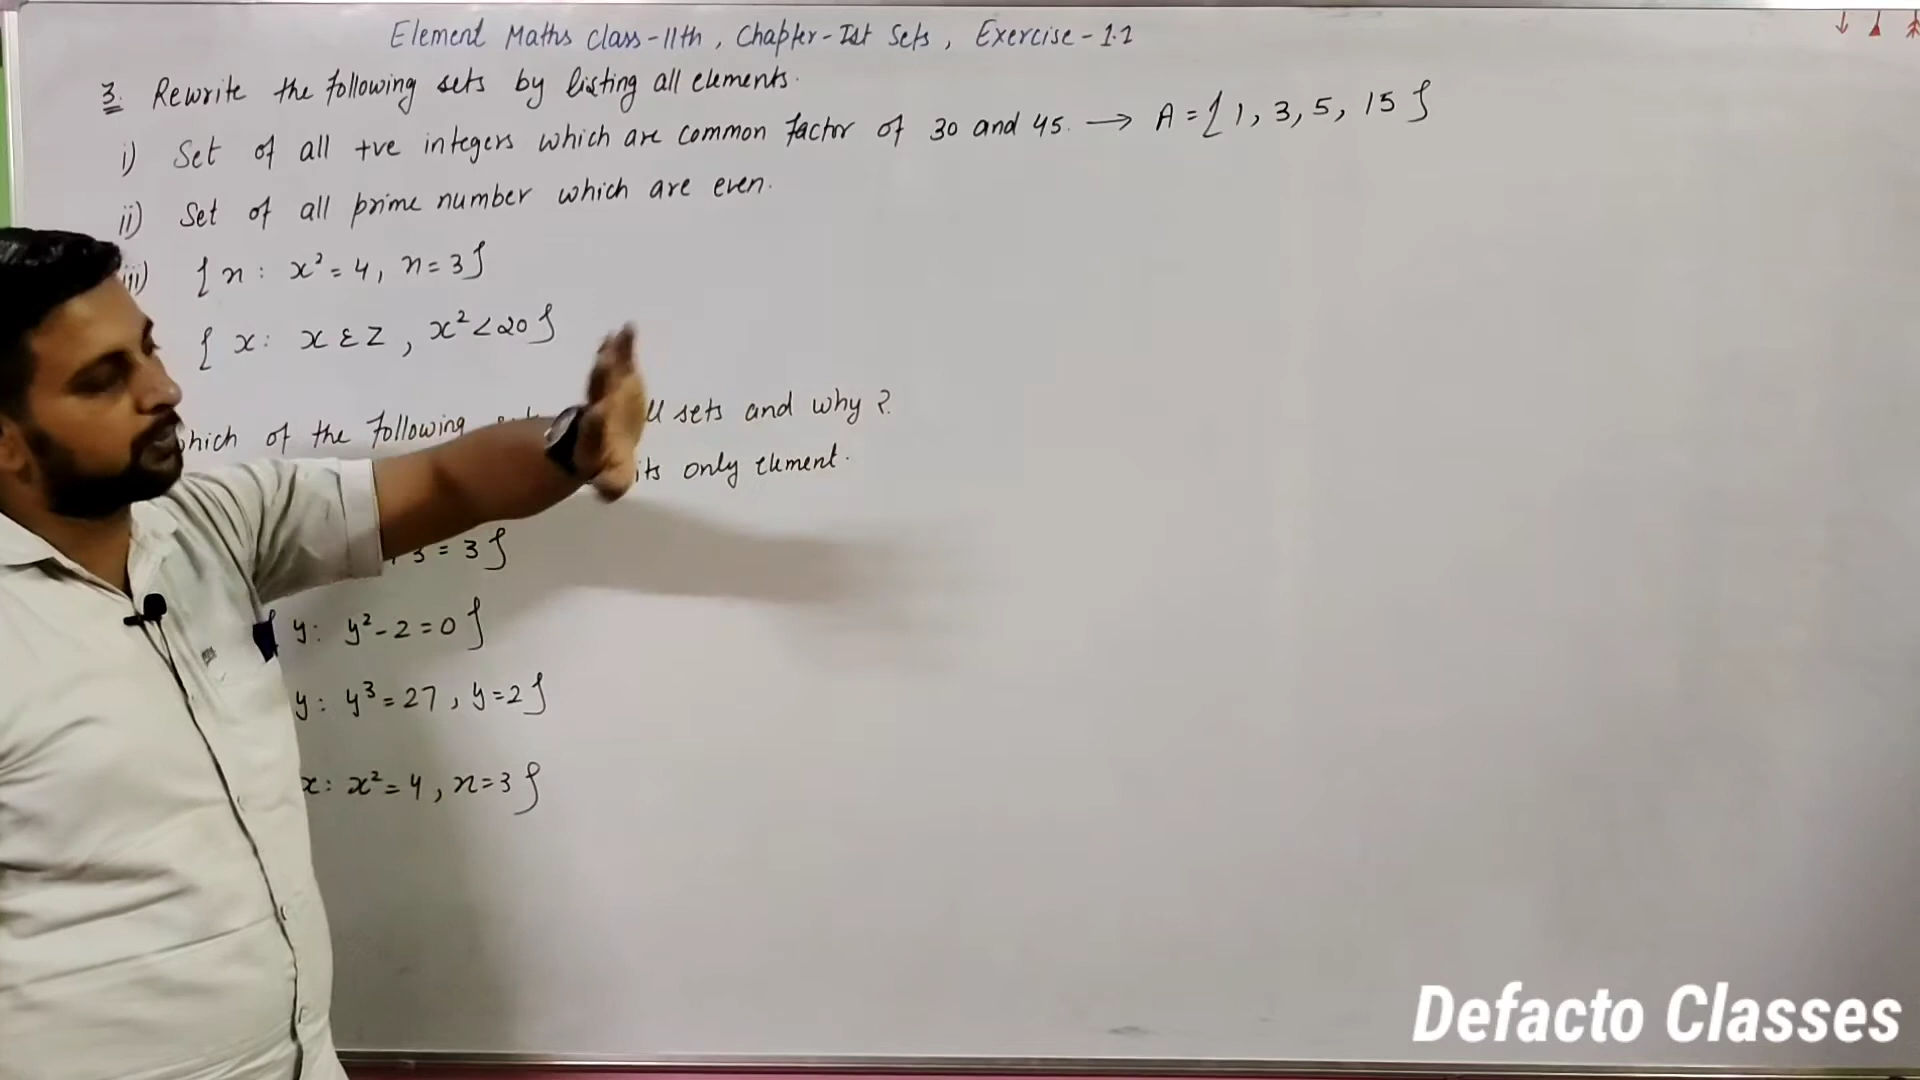 Element Maths Class-11th, Chapter-Ist Sets, Exercise-1.2
3. Rewrite the following sets by listing all elements.
i) Set of all +ve integers which are common factor of 30 and 45. → A = { 1, 3, 5, 15 }
ii) Set of all prime number which are even.
iii) { n : x² = 4, n = 3 }
{ x : x ε Z, x² < 20 }
of the following sets and why?
its only element.
3 = 3 }
y : y² - 2 = 0 }
y : y³ = 27, y = 2 }
x : x² = 4, n = 3 }
Defacto Classes